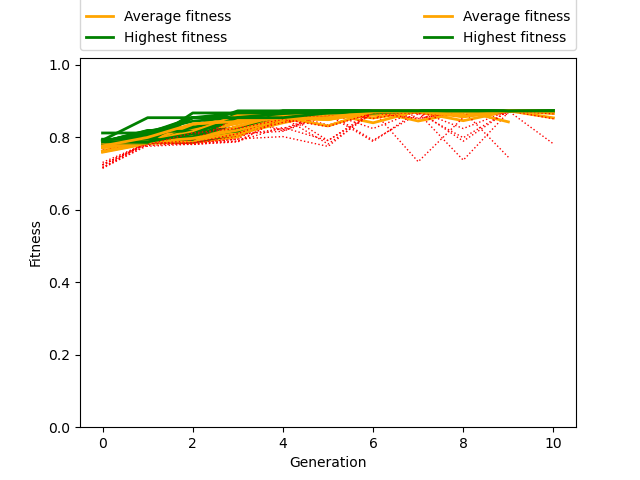 Average fitness Average fitness
Highest fitness Highest fitness
1.0
0.8
0.6
0.4
0.2
0.0
Fitness
0 2 4 6 8 10
Generation